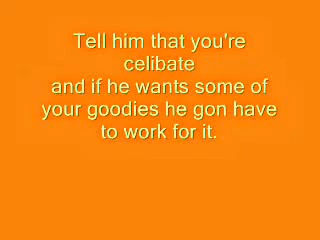 Tell him that you're
celibate
and if he wants some of
your goodies he gon have
to work for it.